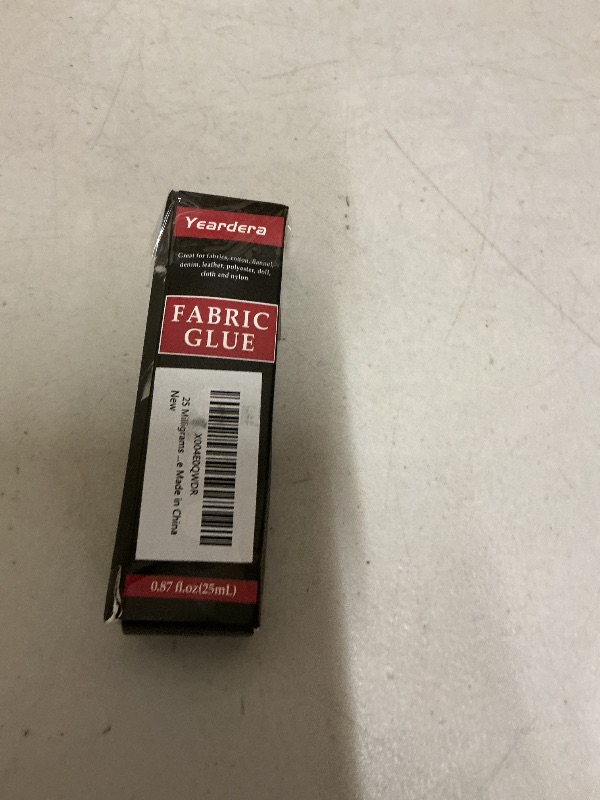 Yeardera
Great for fabrics, cotton, flannel,
denim, leather, polyester, doll,
cloth and nylon
FABRIC
GLUE
X004E0QWDR
25 Milligrams ...e Made in China
New
0.87 fl.oz(25mL)